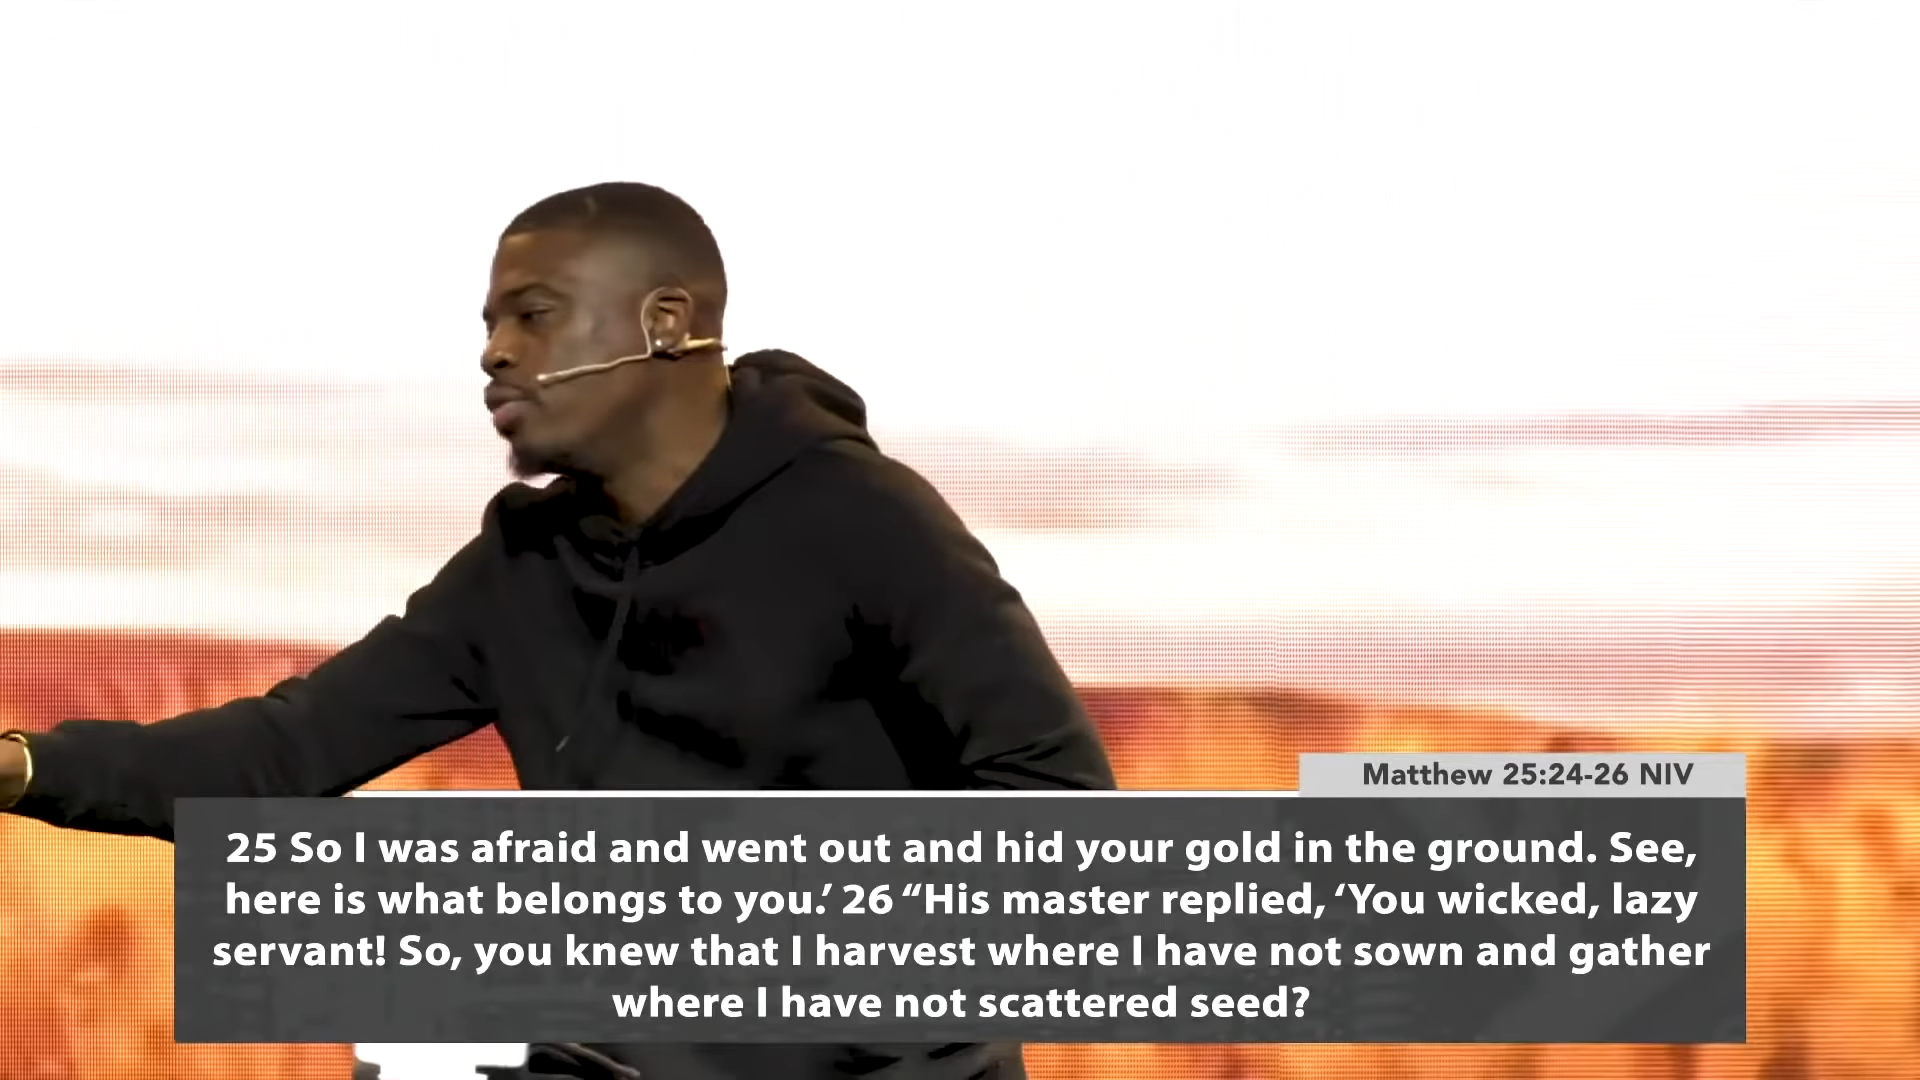 Matthew 25:24-26 NIV
25 So I was afraid and went out and hid your gold in the ground. See,
here is what belongs to you.’ 26 “His master replied, ‘You wicked, lazy
servant! So, you knew that I harvest where I have not sown and gather
where I have not scattered seed?